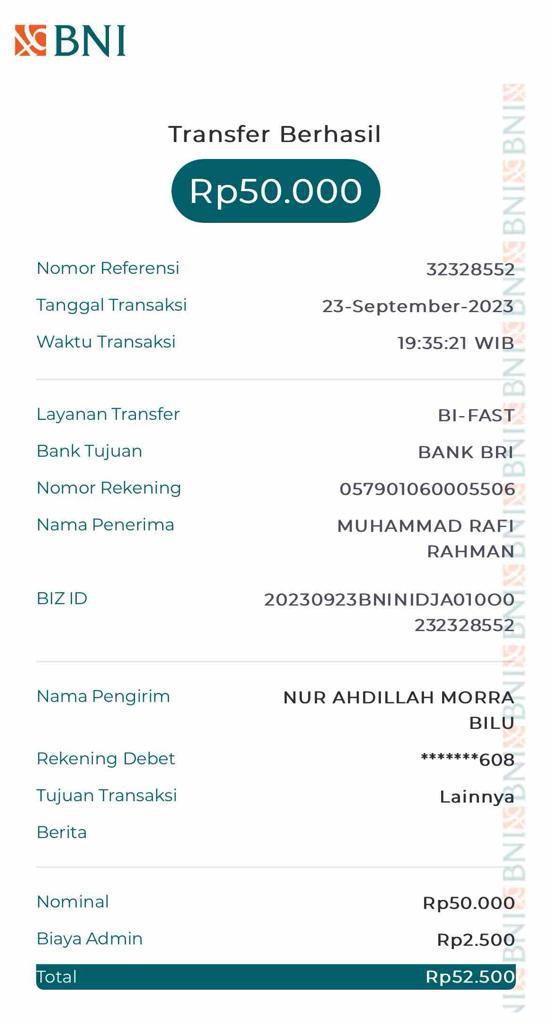 BNI
Transfer Berhasil
Rp50.000
Nomor Referensi 32328552
Tanggal Transaksi 23-September-2023
Waktu Transaksi 19:35:21 WIB
Layanan Transfer BI-FAST
Bank Tujuan BANK BRI
Nomor Rekening 057901060005506
Nama Penerima MUHAMMAD RAFI
RAHMAN
BIZ ID 20230923BNINIDJA010O0
232328552
Nama Pengirim NUR AHDILLAH MORRA
BILU
Rekening Debet *******608
Tujuan Transaksi Lainnya
Berita
Nominal Rp50.000
Biaya Admin Rp2.500
Total Rp52.500
BNI BNI BNI BNI BNI BNI BNI BNI BNI BNI BNI BNI